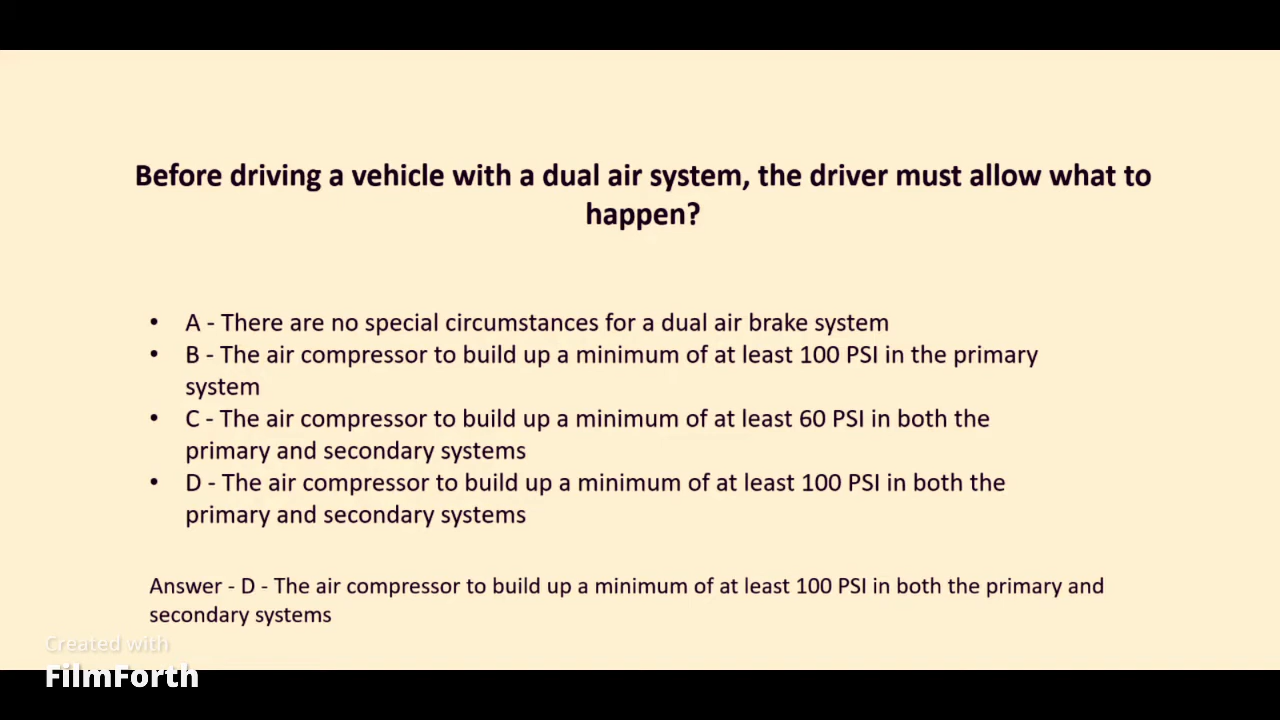 Before driving a vehicle with a dual air system, the driver must allow what to
happen?
• A - There are no special circumstances for a dual air brake system
• B - The air compressor to build up a minimum of at least 100 PSI in the primary
system
• C - The air compressor to build up a minimum of at least 60 PSI in both the
primary and secondary systems
• D - The air compressor to build up a minimum of at least 100 PSI in both the
primary and secondary systems
Answer - D - The air compressor to build up a minimum of at least 100 PSI in both the primary and
secondary systems
Created with
FilmForth